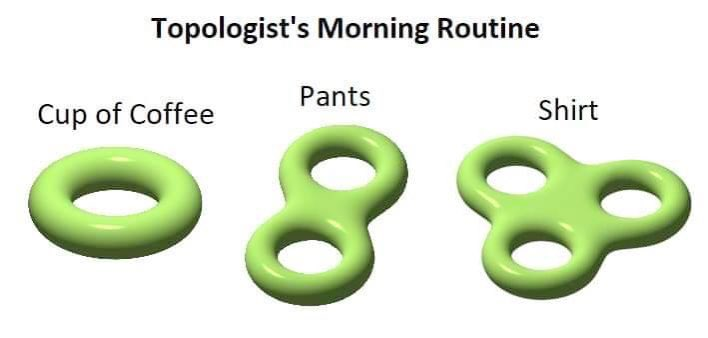 Topologist's Morning Routine
Cup of Coffee
Pants
Shirt